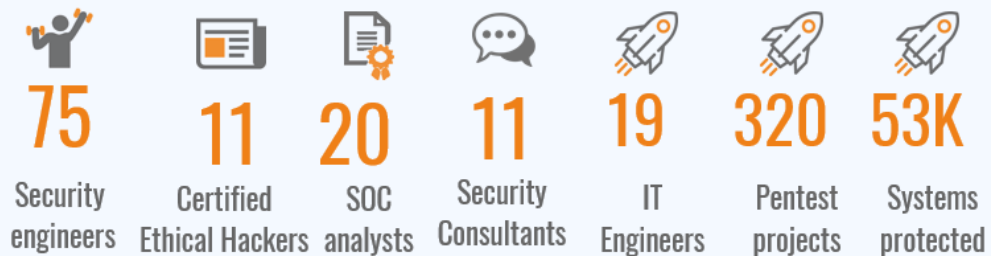 75
Security
engineers
11
Certified
Ethical Hackers
20
SOC
analysts
11
Security
Consultants
19
IT
Engineers
320
Pentest
projects
53K
Systems
protected